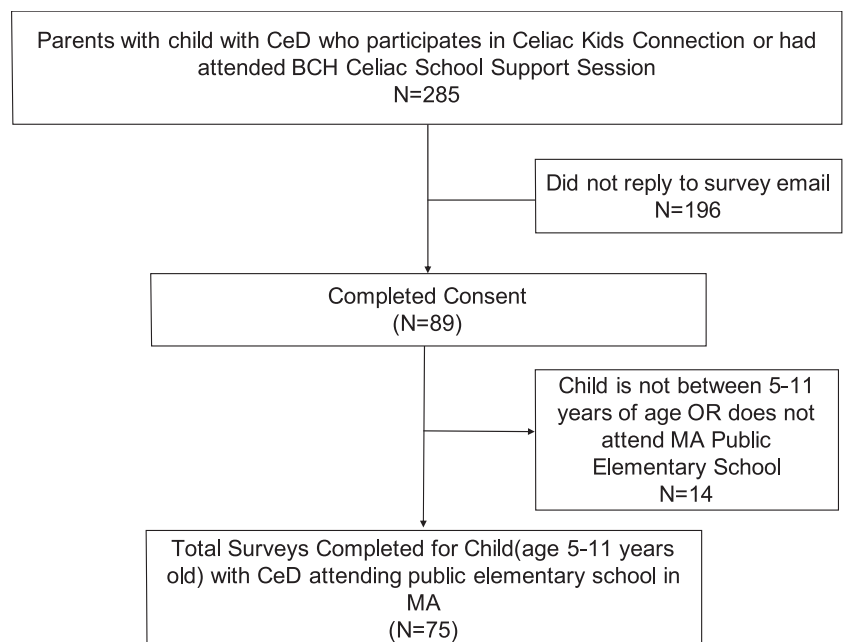 Parents with child with CeD who participates in Celiac Kids Connection or had
attended BCH Celiac School Support Session
N=285
Did not reply to survey email
N=196
Completed Consent
(N=89)
Child is not between 5-11
years of age OR does not
attend MA Public
Elementary School
N=14
Total Surveys Completed for Child(age 5-11 years
old) with CeD attending public elementary school in
MA
(N=75)